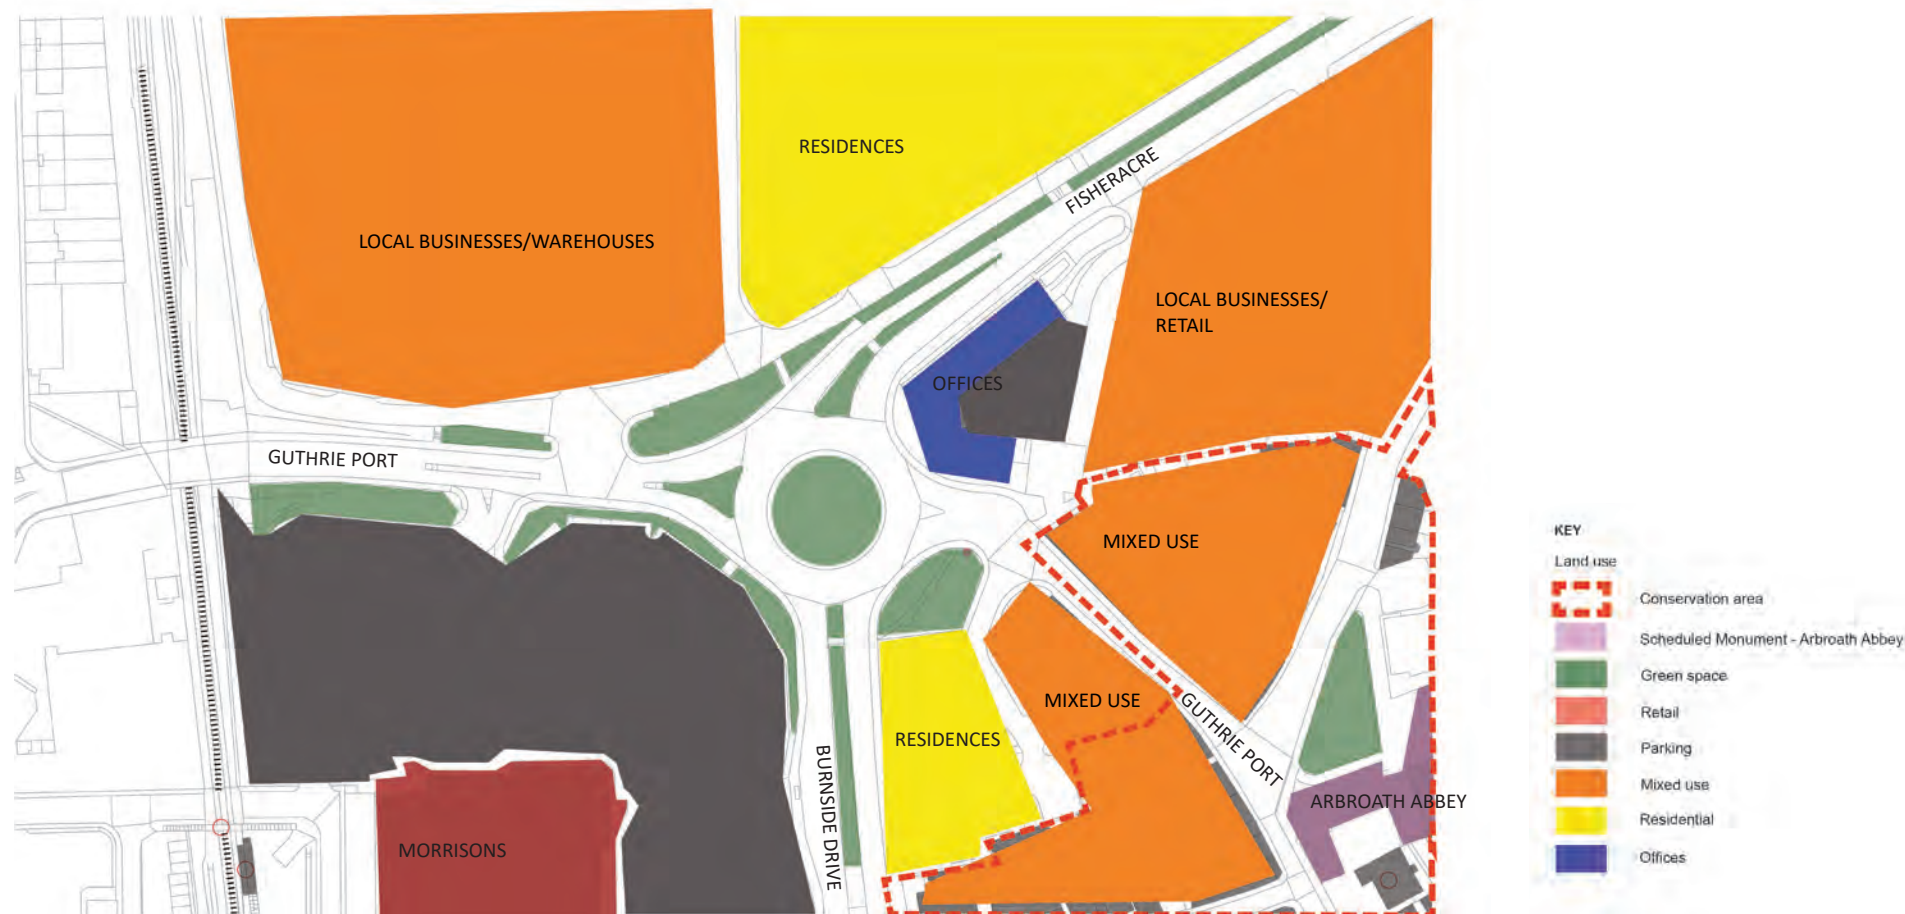 RESIDENCES
FISHERACRE
LOCAL BUSINESSES/WAREHOUSES
LOCAL BUSINESSES/
RETAIL
OFFICES
GUTHRIE PORT
MIXED USE
MIXED USE
GUTHRIE PORT
RESIDENCES
BURNSIDE DRIVE
ARBROATH ABBEY
MORRISONS
KEY
Land use
Conservation area
Scheduled Monument - Arbroath Abbey
Green space
Retail
Parking
Mixed use
Residential
Offices